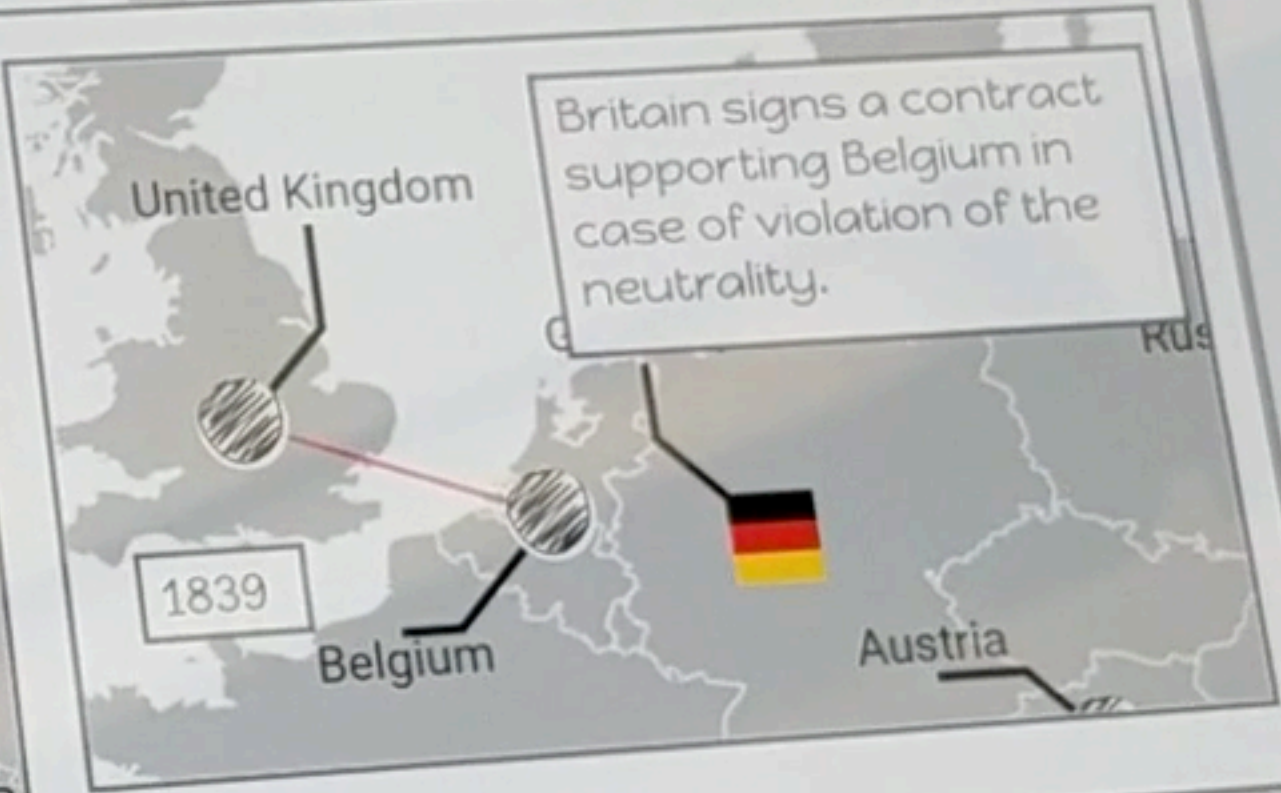 Britain signs a contract
supporting Belgium in
case of violation of the
neutrality.
United Kingdom
1839
Belgium
Austria